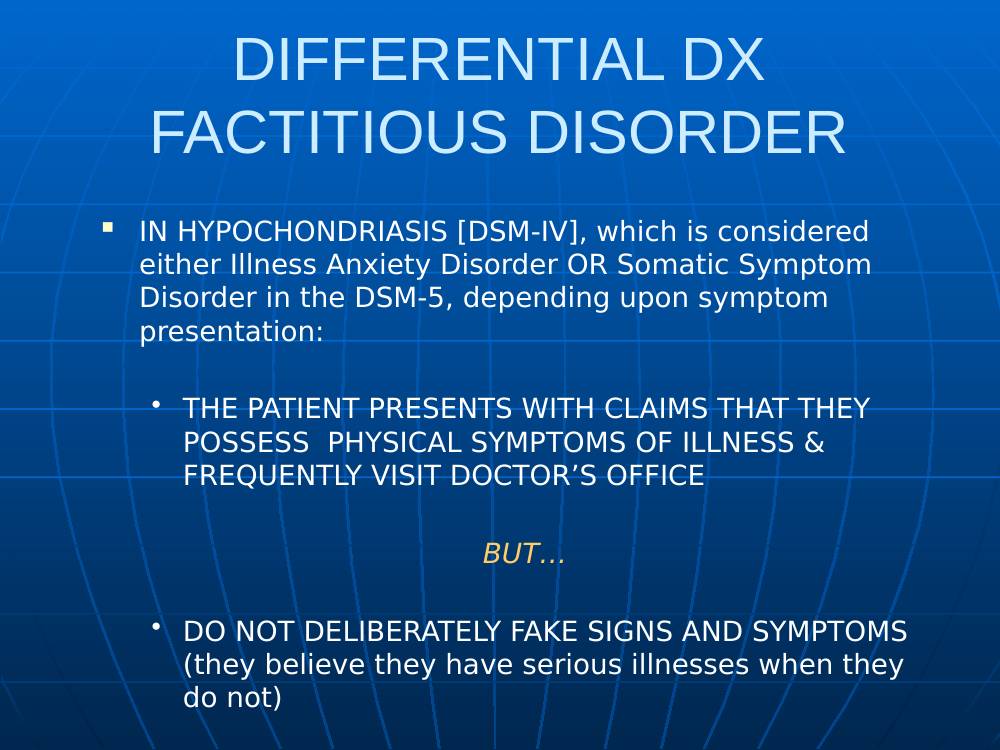 DIFFERENTIAL DX
FACTITIOUS DISORDER
IN HYPOCHONDRIASIS [DSM-IV], which is considered
either Illness Anxiety Disorder OR Somatic Symptom
Disorder in the DSM-5, depending upon symptom
presentation:
THE PATIENT PRESENTS WITH CLAIMS THAT THEY
POSSESS  PHYSICAL SYMPTOMS OF ILLNESS &
FREQUENTLY VISIT DOCTOR’S OFFICE
BUT…
DO NOT DELIBERATELY FAKE SIGNS AND SYMPTOMS
(they believe they have serious illnesses when they
do not)